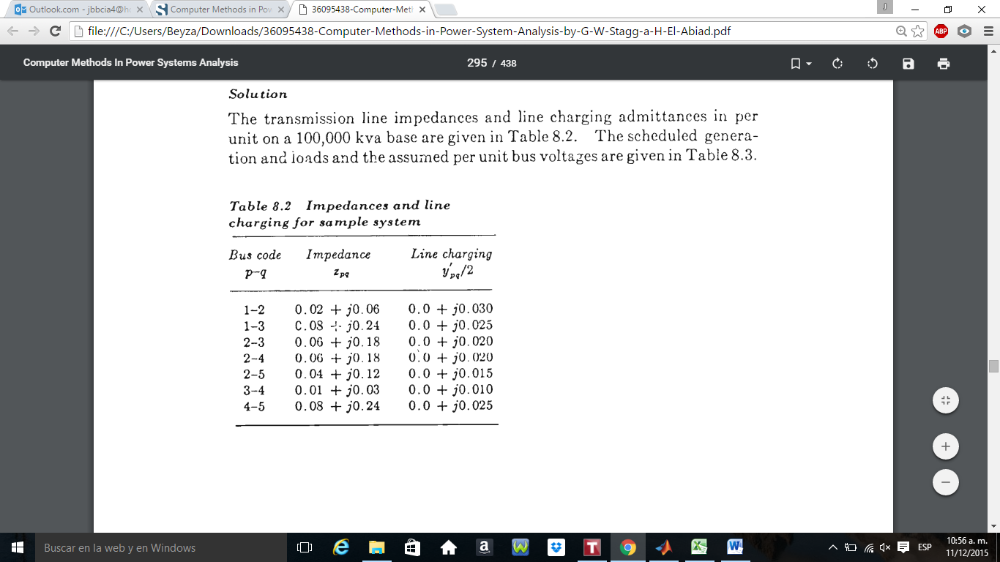 Outlook.com - jbbcia4@h
Computer Methods in Pow
36095438-Computer-Meth
J
file:///C:/Users/Beyza/Downloads/36095438-Computer-Methods-in-Power-System-Analysis-by-G-W-Stagg-a-H-El-Abiad.pdf
ABP
Computer Methods In Power Systems Analysis
295 / 438
Solution
The transmission line impedances and line charging admittances in per
unit on a 100,000 kva base are given in Table 8.2. The scheduled genera-
tion and loads and the assumed per unit bus voltages are given in Table 8.3.
Table 8.2 Impedances and line
charging for sample system
Bus code Impedance Line charging
p-q zpq y'pq/2
1-2 0.02 + j0.06 0.0 + j0.030
1-3 0.08 + j0.24 0.0 + j0.025
2-3 0.06 + j0.18 0.0 + j0.020
2-4 0.06 + j0.18 0.0 + j0.020
2-5 0.04 + j0.12 0.0 + j0.015
3-4 0.01 + j0.03 0.0 + j0.010
4-5 0.08 + j0.24 0.0 + j0.025
Buscar en la web y en Windows
ESP
10:56 a. m.
11/12/2015